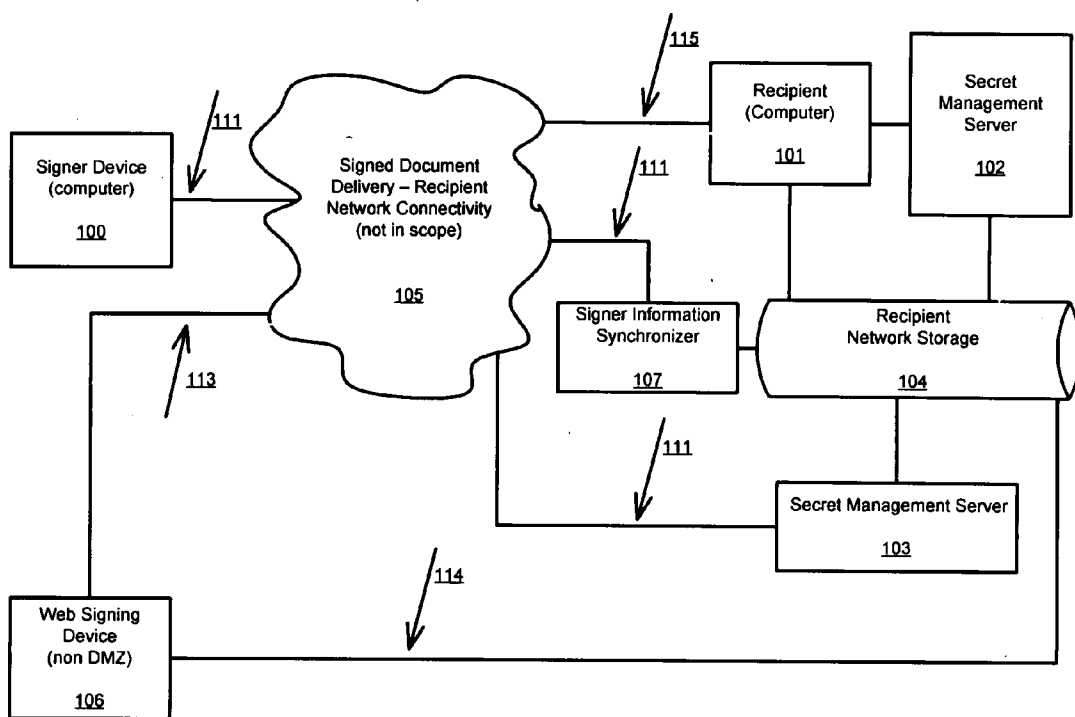 115
Recipient
(Computer)
101
Secret
Management
Server
102
111
Signer Device
(computer)
100
Signed Document
Delivery – Recipient
Network Connectivity
(not in scope)
105
111
Signer Information
Synchronizer
107
Recipient
Network Storage
104
113
111
Secret Management Server
103
114
Web Signing
Device
(non DMZ)
106